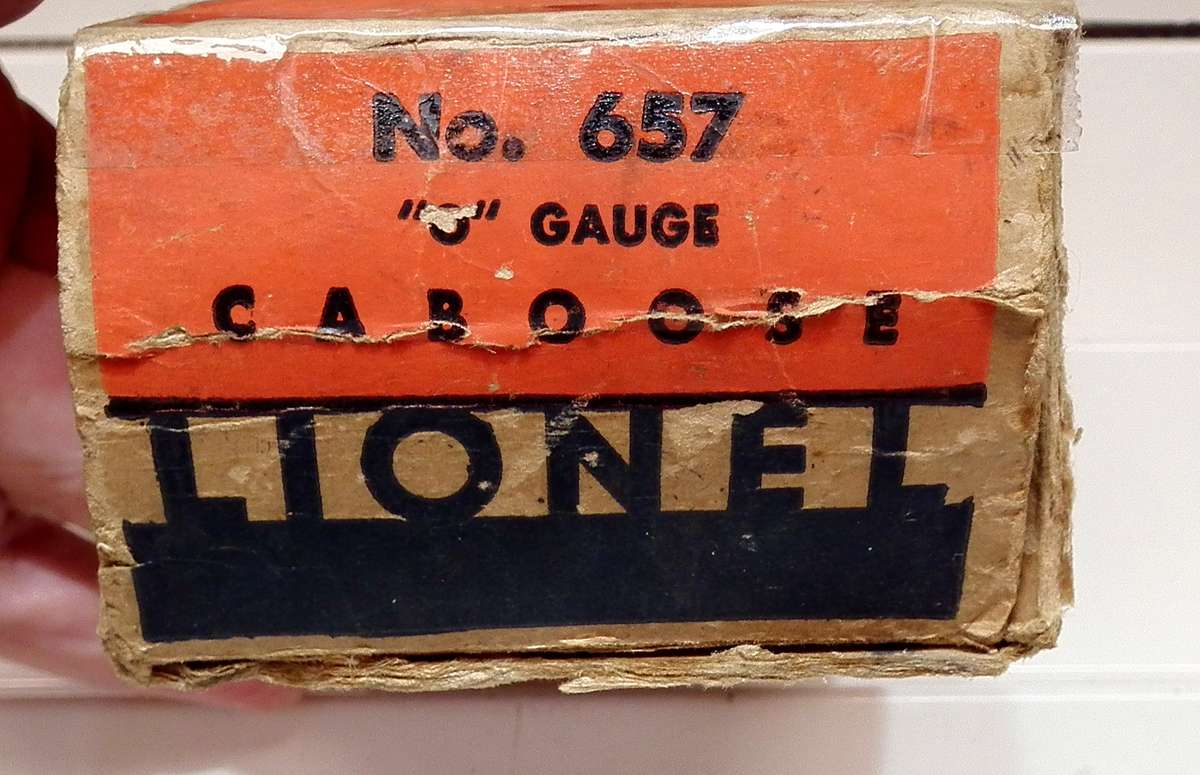 No. 657
"O" GAUGE
CABOOSE
LIONEL